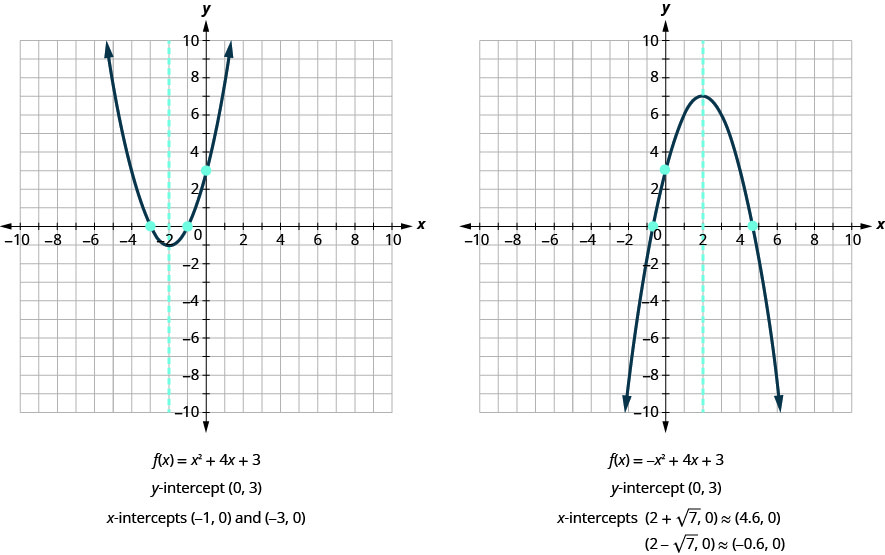 y
10
8
6
4
2
−10 −8 −6 −4 −2 0 2 4 6 8 10 x
−2
−4
−6
−8
−10
f(x) = x² + 4x + 3
y-intercept (0, 3)
x-intercepts (−1, 0) and (−3, 0)
y
10
8
6
4
2
−10 −8 −6 −4 −2 0 2 4 6 8 10 x
−2
−4
−6
−8
−10
f(x) = −x² + 4x + 3
y-intercept (0, 3)
x-intercepts (2 + √7, 0) ≈ (4.6, 0)
(2 − √7, 0) ≈ (−0.6, 0)